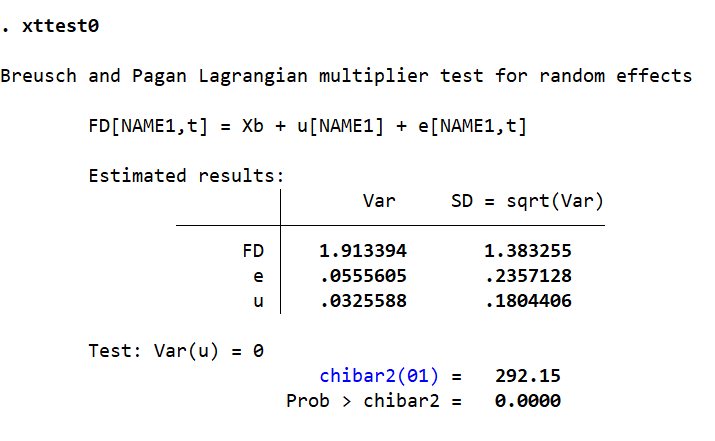 . xttest0
Breusch and Pagan Lagrangian multiplier test for random effects
FD[NAME1,t] = Xb + u[NAME1] + e[NAME1,t]
Estimated results:
Var SD = sqrt(Var)
FD 1.913394 1.383255
e .0555605 .2357128
u .0325588 .1804406
Test: Var(u) = 0
chibar2(01) = 292.15
Prob > chibar2 = 0.0000